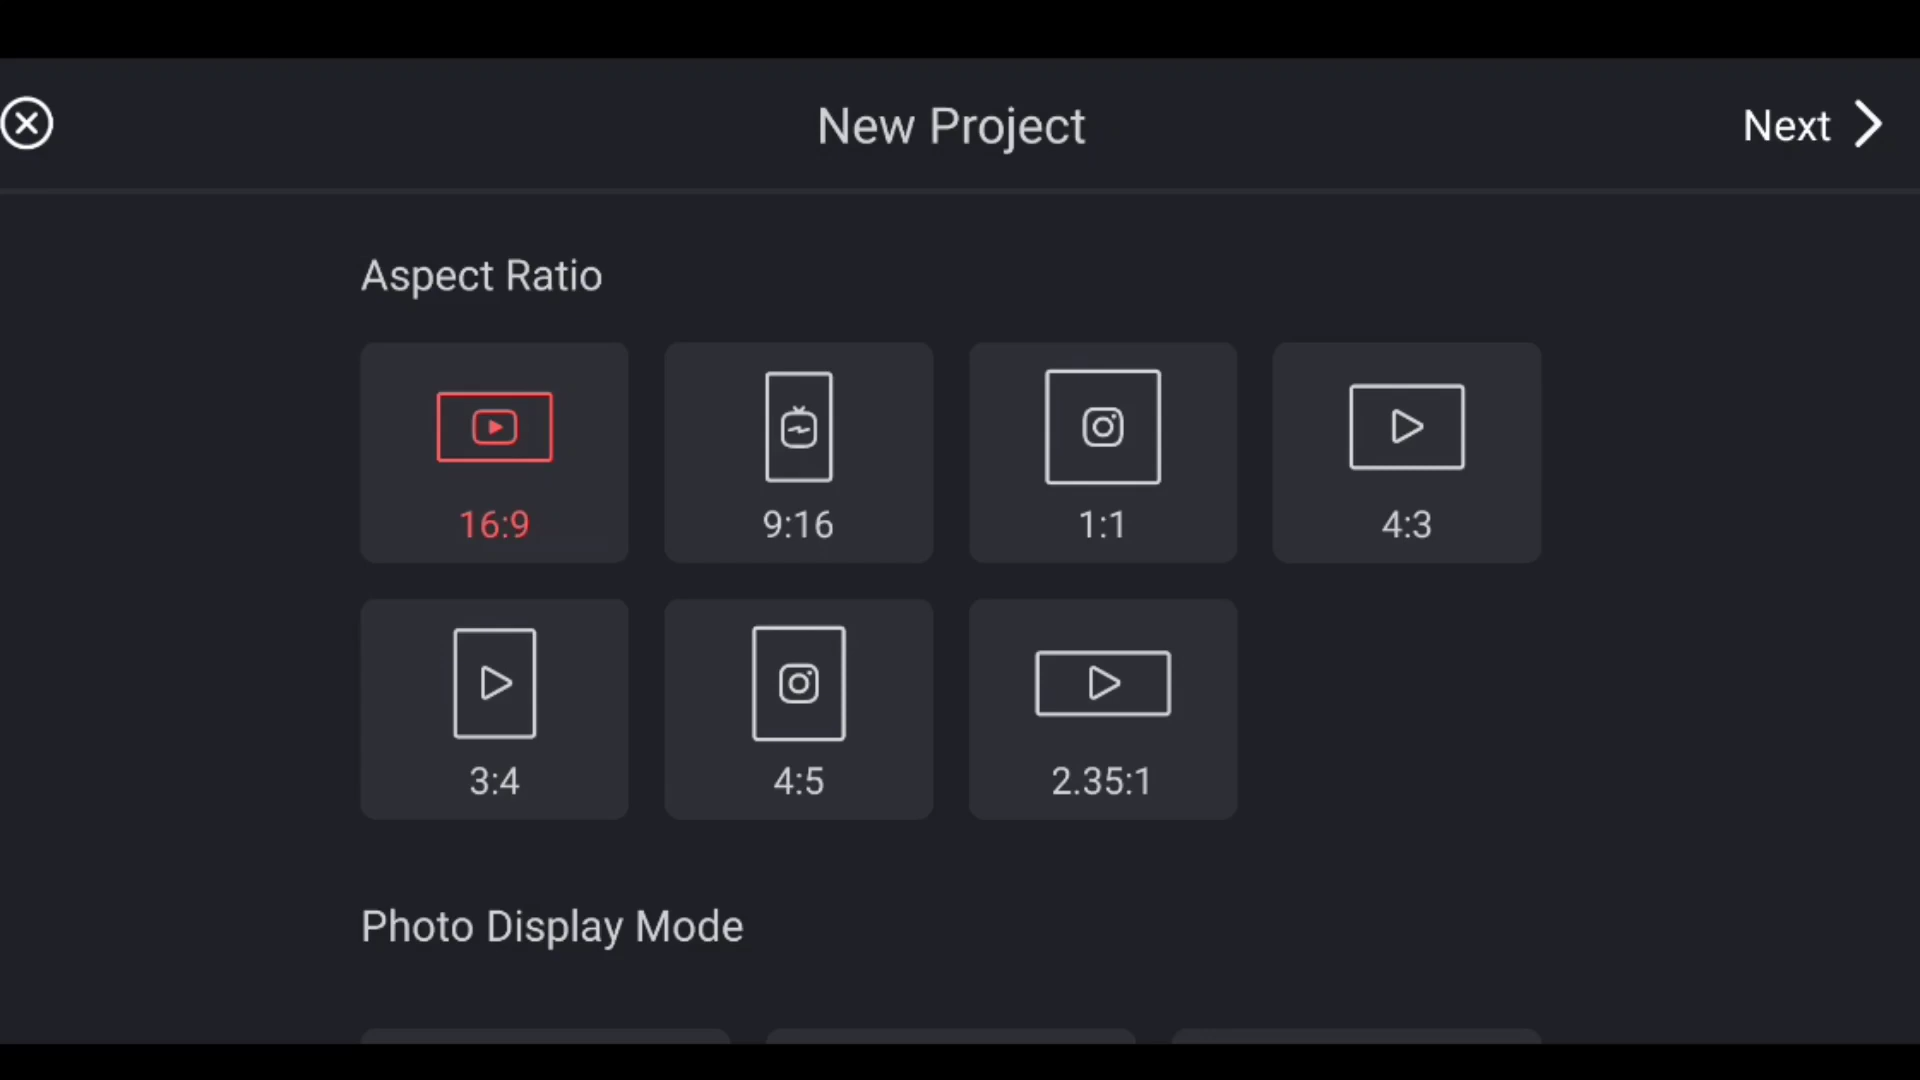 New Project
Next
Aspect Ratio
16:9
9:16
1:1
4:3
3:4
4:5
2.35:1
Photo Display Mode